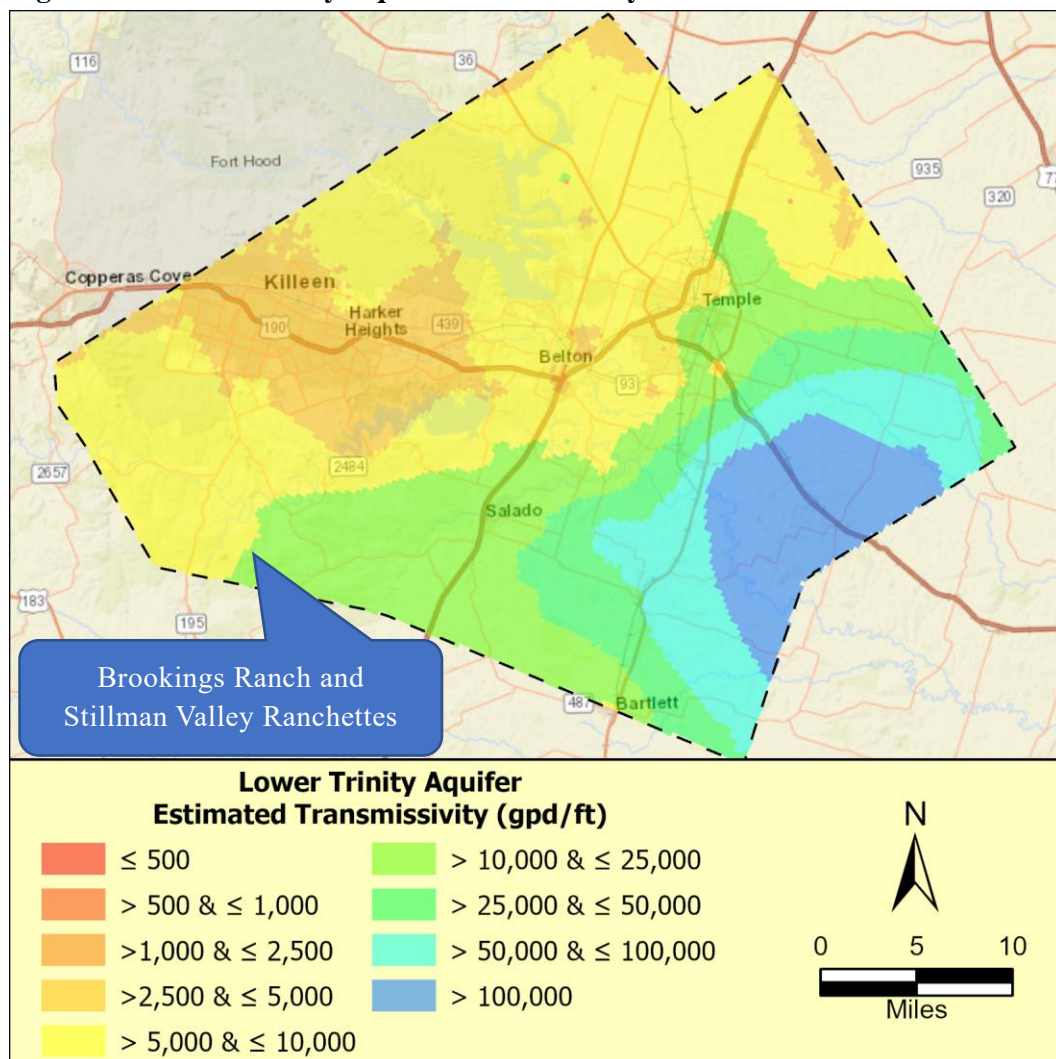 116
36
Fort Hood
935
77
320
Copperas Cove
Killeen
Temple
190
Harker
Heights
439
Belton
93
2657
2484
Salado
183
195
Brookings Ranch and
Stillman Valley Ranchettes
487
Bartlett
Lower Trinity Aquifer
Estimated Transmissivity (gpd/ft)
≤ 500
> 500 & ≤ 1,000
>1,000 & ≤ 2,500
>2,500 & ≤ 5,000
> 5,000 & ≤ 10,000
> 10,000 & ≤ 25,000
> 25,000 & ≤ 50,000
> 50,000 & ≤ 100,000
> 100,000
N
0 5 10
Miles